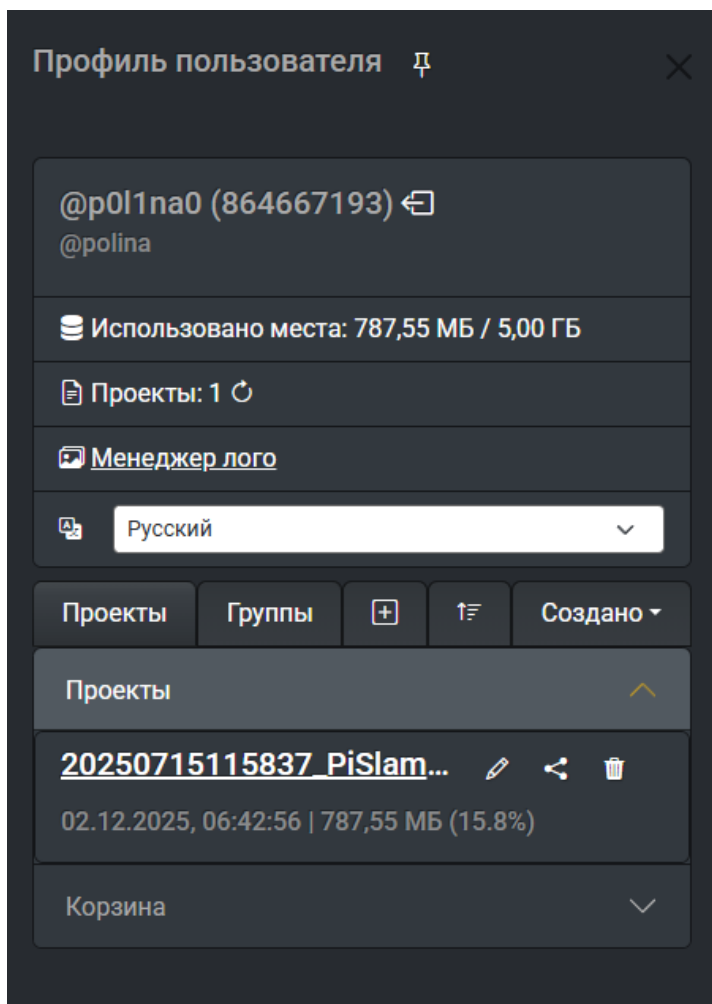 Профиль пользователя
@p0l1na0 (864667193)
@polina
Использовано места: 787,55 МБ / 5,00 ГБ
Проекты: 1
Менеджер лого
Русский
Проекты Группы Создано
Проекты
20250715115837_PiSlam...
02.12.2025, 06:42:56 | 787,55 МБ (15.8%)
Корзина